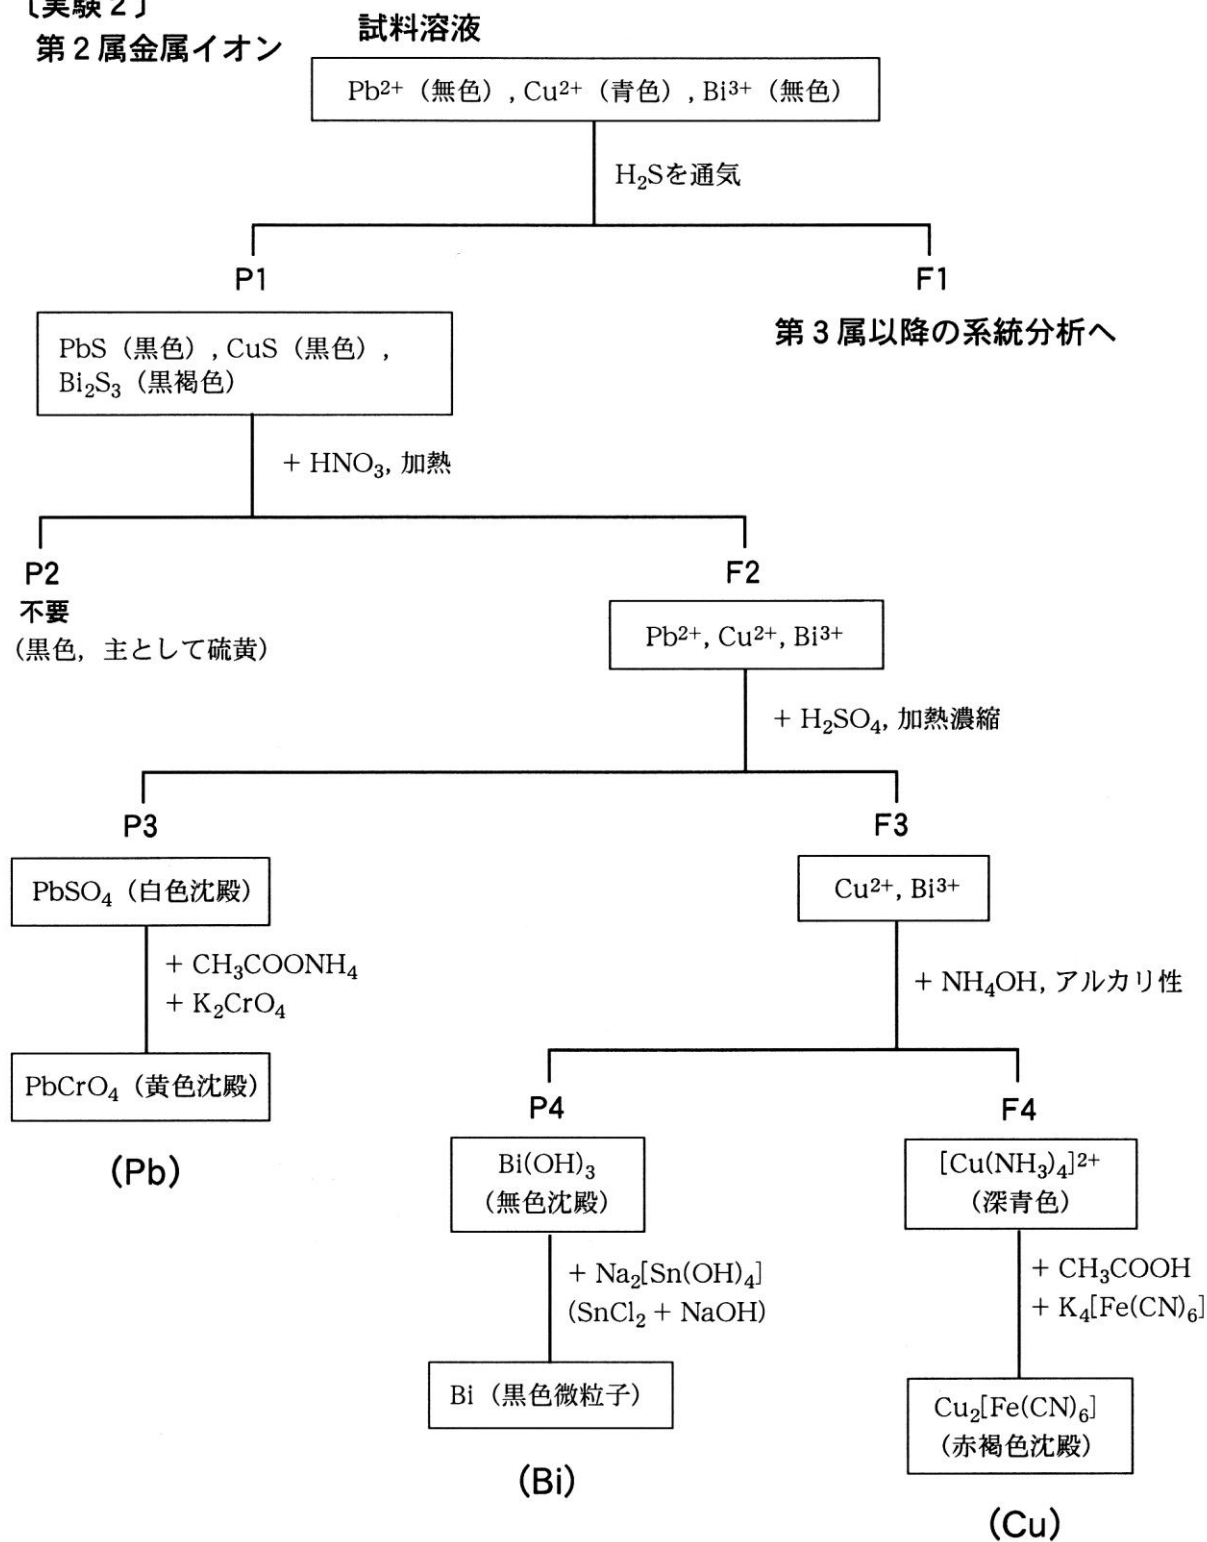 〔実験2〕
第2属金属イオン
試料溶液
Pb²⁺（無色）, Cu²⁺（青色）, Bi³⁺（無色）
H₂Sを通気
P1
F1
PbS（黒色）, CuS（黒色）,
Bi₂S₃（黒褐色）
第3属以降の系統分析へ
+ HNO₃, 加熱
P2
F2
不要
（黒色，主として硫黄）
Pb²⁺, Cu²⁺, Bi³⁺
+ H₂SO₄, 加熱濃縮
P3
F3
PbSO₄（白色沈殿）
Cu²⁺, Bi³⁺
+ CH₃COONH₄
+ K₂CrO₄
+ NH₄OH, アルカリ性
PbCrO₄（黄色沈殿）
(Pb)
P4
F4
Bi(OH)₃
（無色沈殿）
[Cu(NH₃)₄]²⁺
（深青色）
+ Na₂[Sn(OH)₄]
(SnCl₂ + NaOH)
+ CH₃COOH
+ K₄[Fe(CN)₆]
Bi（黒色微粒子）
Cu₂[Fe(CN)₆]
（赤褐色沈殿）
(Bi)
(Cu)